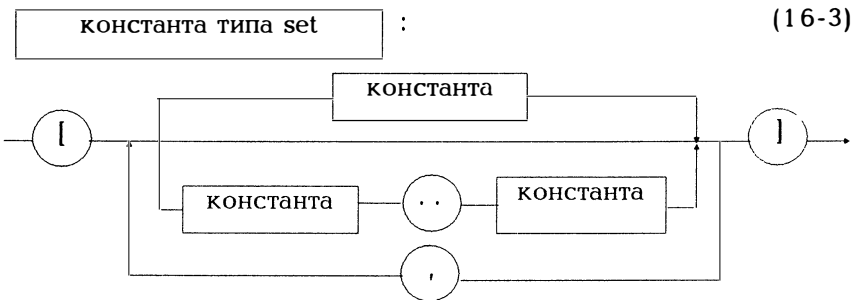 константа типа set : (16-3)
константа
[ ]
константа .. константа
,